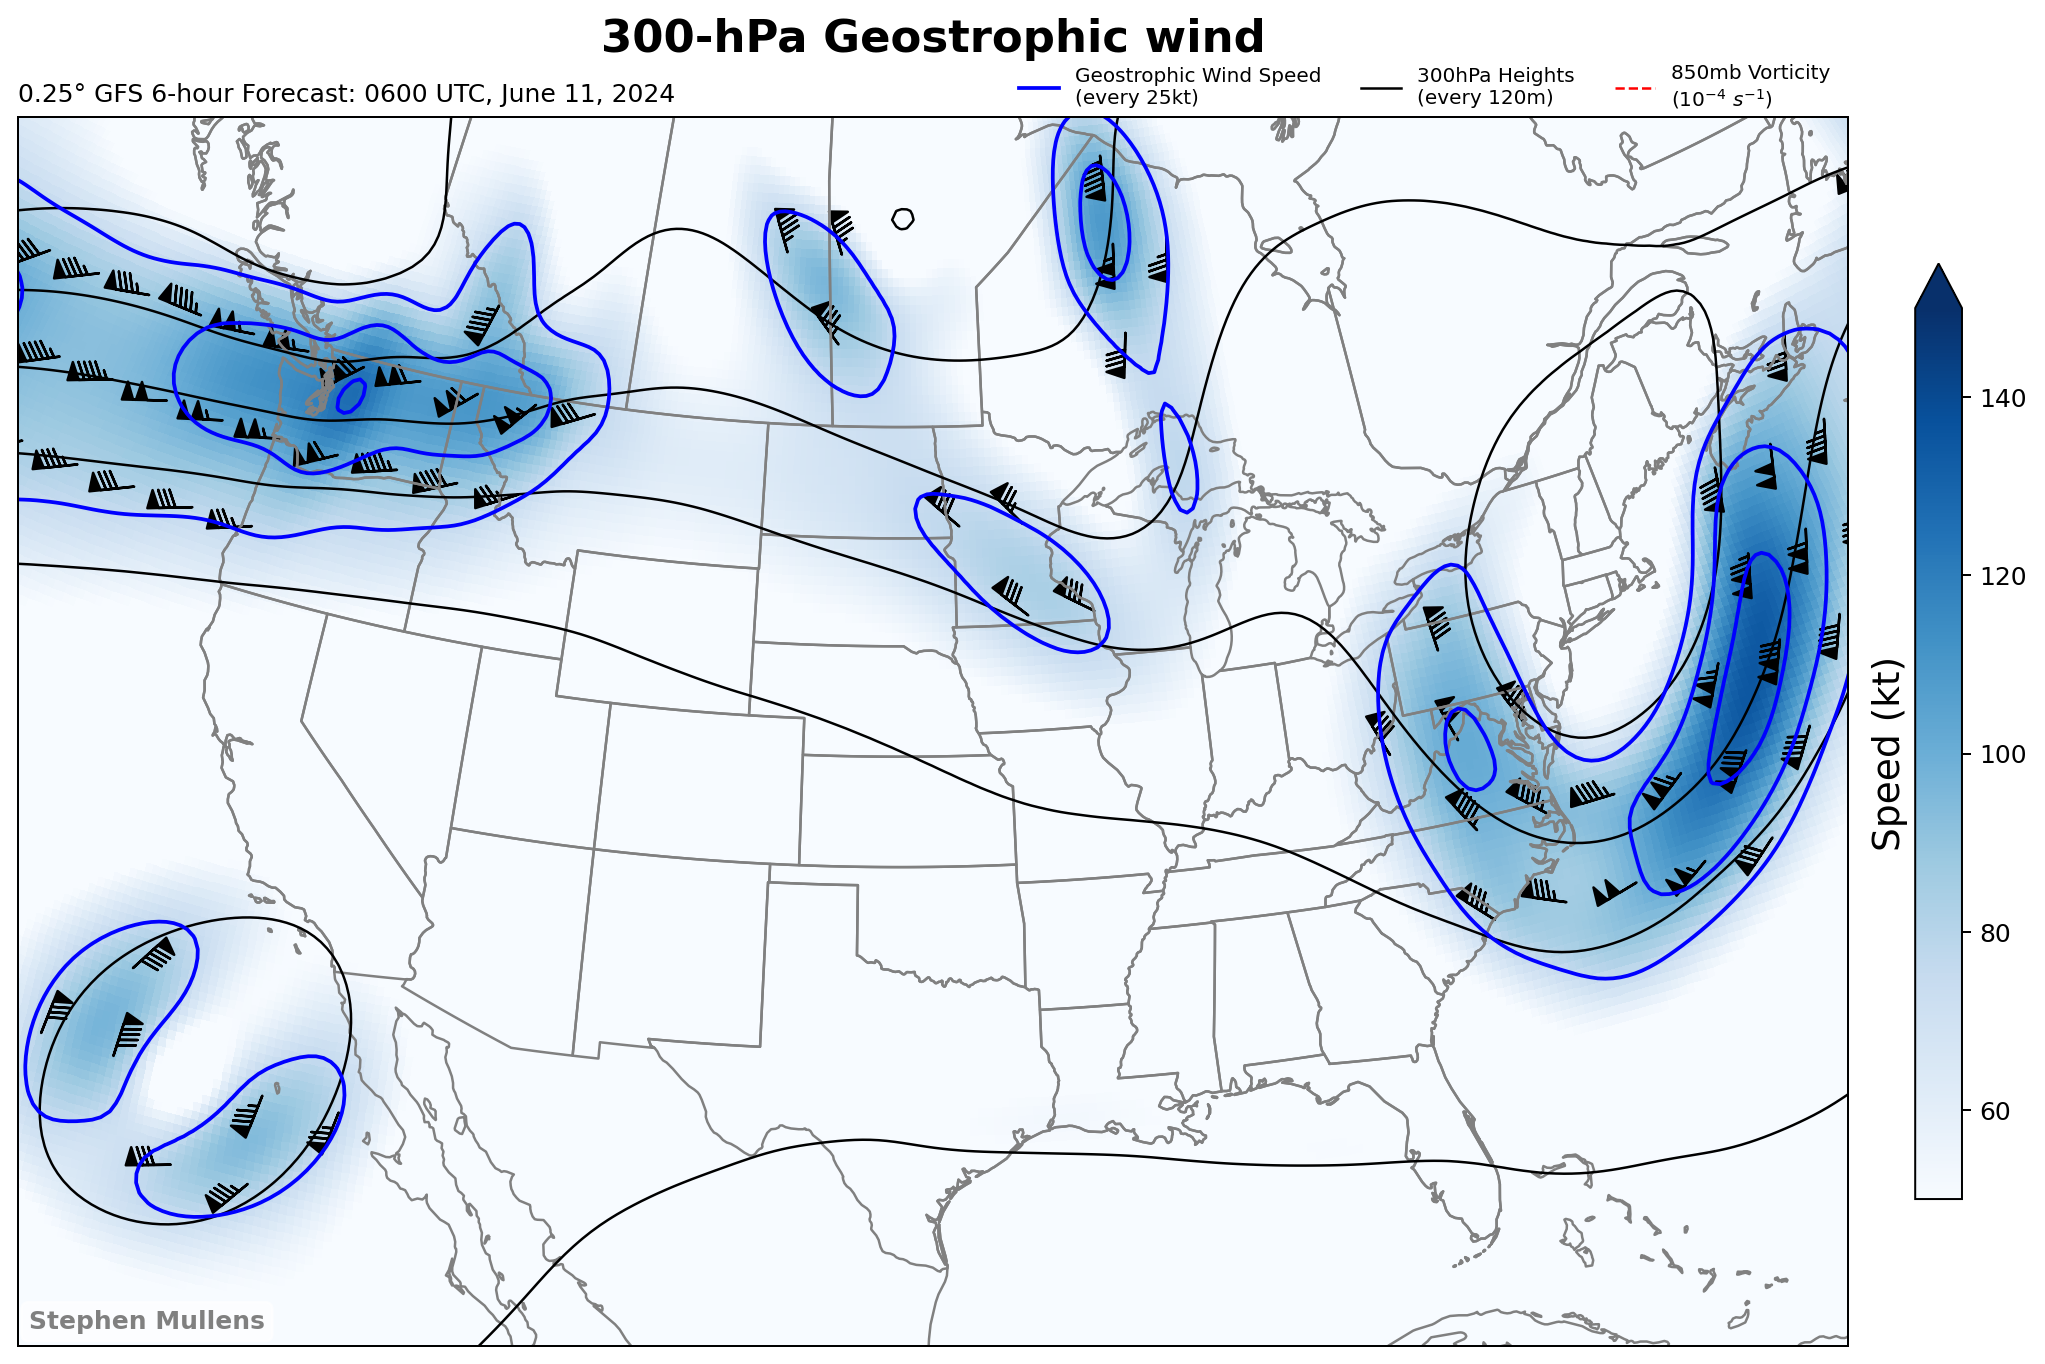 300-hPa Geostrophic wind
0.25° GFS 6-hour Forecast: 0600 UTC, June 11, 2024
Geostrophic Wind Speed
(every 25kt)
300hPa Heights
(every 120m)
850mb Vorticity
(10⁻⁴ s⁻¹)
140
120
100
80
60
Speed (kt)
Stephen Mullens